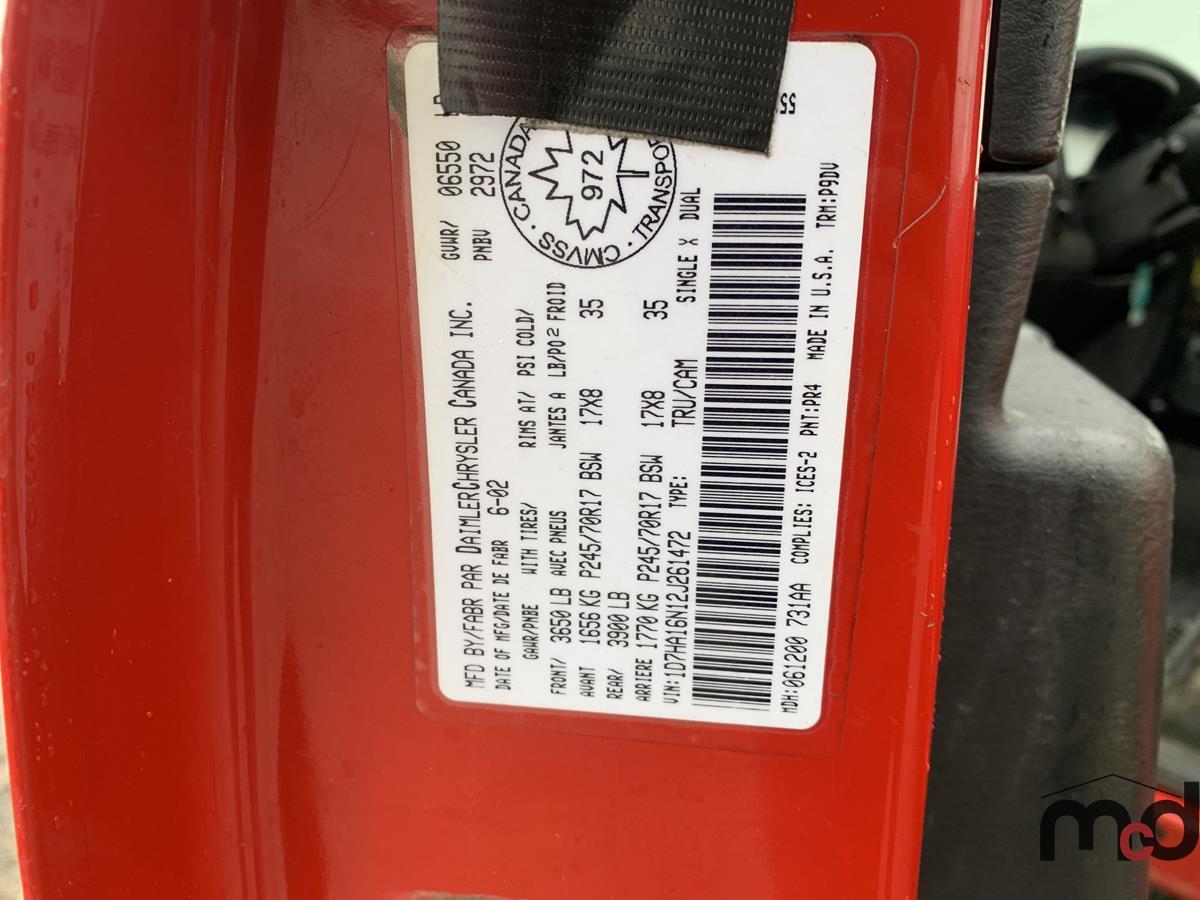 MFD BY/FABR PAR DAIMLERCHRYSLER CANADA INC.
DATE OF MFG/DATE DE FABR 6-02
GVWR/ 06550
PNBV 2972
GAWR/PNBE WITH TIRES/ RIMS AT/ PSI COLD/
AVEC PNEUS JANTES A LB/PO2 FROID
FRONT/ 3650 LB
AVANT 1656 KG P245/70R17 BSW 17X8 35
REAR/ 3900 LB
ARRIERE 1770 KG P245/70R17 BSW 17X8 35
VIN:1D7HA16N12J261472 TYPE: TRU/CAM SINGLE X DUAL
MDH:061200 731AA COMPLIES: ICES-2 PNT:PR4 MADE IN U.S.A. TRM:P9DV
CANADA
972
CMVSS · TRANSPO
55
mcd